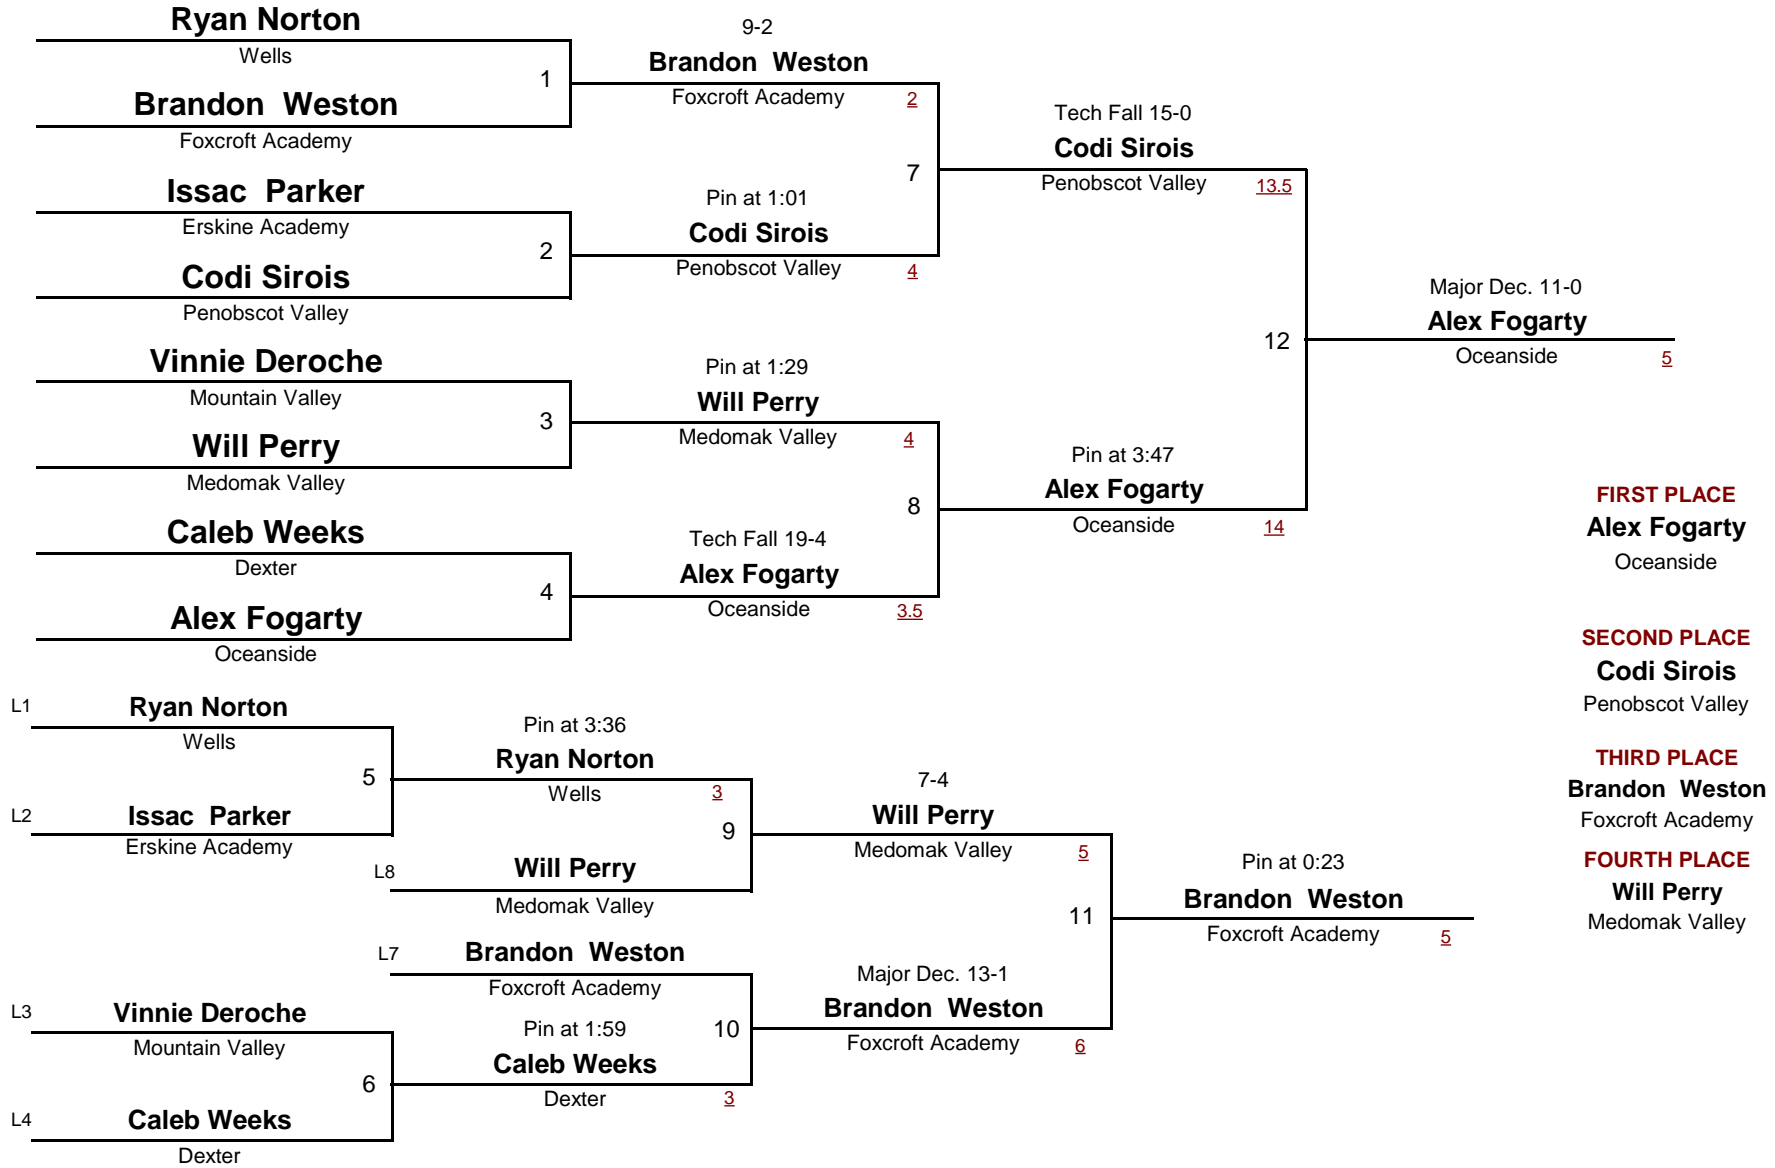 Ryan Norton
Wells
1
Brandon Weston
Foxcroft Academy
Issac Parker
Erskine Academy
2
Codi Sirois
Penobscot Valley
Vinnie Deroche
Mountain Valley
3
Will Perry
Medomak Valley
Caleb Weeks
Dexter
4
Alex Fogarty
Oceanside
9-2
Brandon Weston
Foxcroft Academy 2
7
Pin at 1:01
Codi Sirois
Penobscot Valley 4
Pin at 1:29
Will Perry
Medomak Valley 4
8
Tech Fall 19-4
Alex Fogarty
Oceanside 3.5
Tech Fall 15-0
Codi Sirois
Penobscot Valley 13.5
12
Pin at 3:47
Alex Fogarty
Oceanside 14
Major Dec. 11-0
Alex Fogarty
Oceanside 5
FIRST PLACE
Alex Fogarty
Oceanside
SECOND PLACE
Codi Sirois
Penobscot Valley
THIRD PLACE
Brandon Weston
Foxcroft Academy
FOURTH PLACE
Will Perry
Medomak Valley
L1 Ryan Norton
Wells
5
L2 Issac Parker
Erskine Academy
Pin at 3:36
Ryan Norton
Wells 3
9
L8 Will Perry
Medomak Valley
L7 Brandon Weston
Foxcroft Academy
10
L3 Vinnie Deroche
Mountain Valley
6
L4 Caleb Weeks
Dexter
Pin at 1:59
Caleb Weeks
Dexter 3
7-4
Will Perry
Medomak Valley 5
11
Major Dec. 13-1
Brandon Weston
Foxcroft Academy 6
Pin at 0:23
Brandon Weston
Foxcroft Academy 5